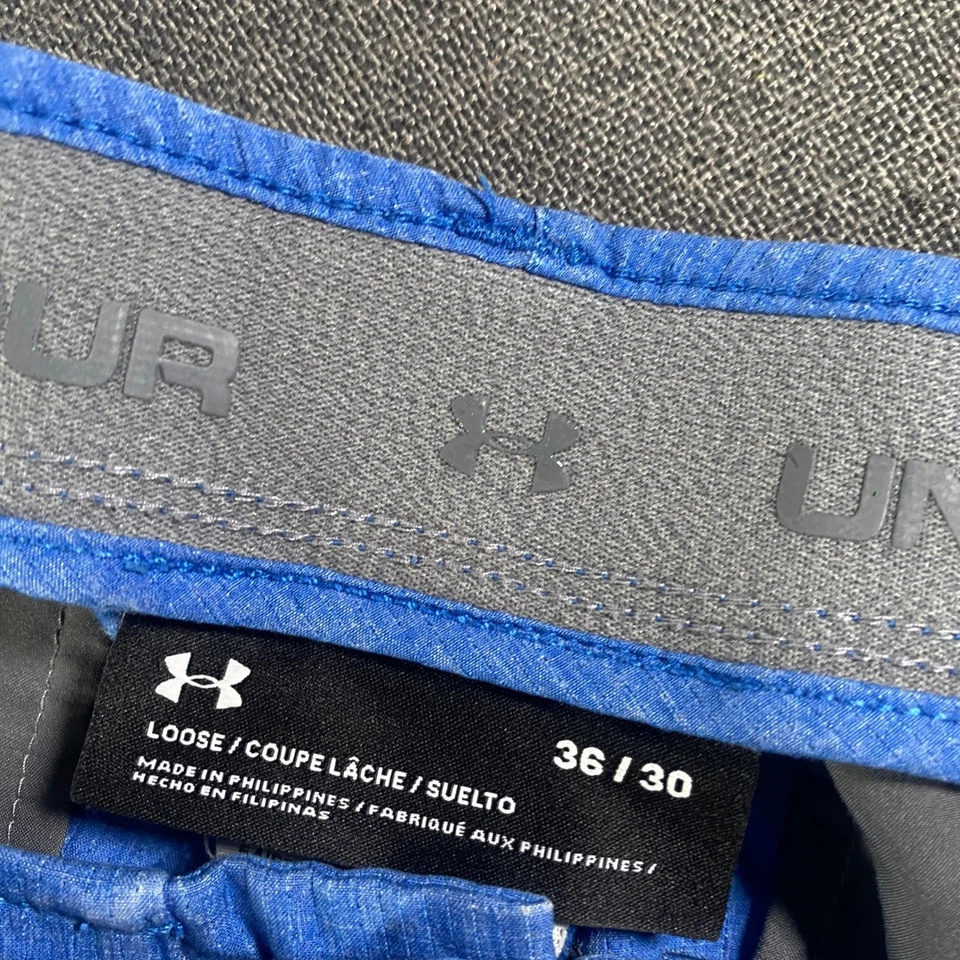 UR
UN
LOOSE / COUPE LÂCHE / SUELTO
36 / 30
MADE IN PHILIPPINES / FABRIQUÉ AUX PHILIPPINES /
HECHO EN FILIPINAS